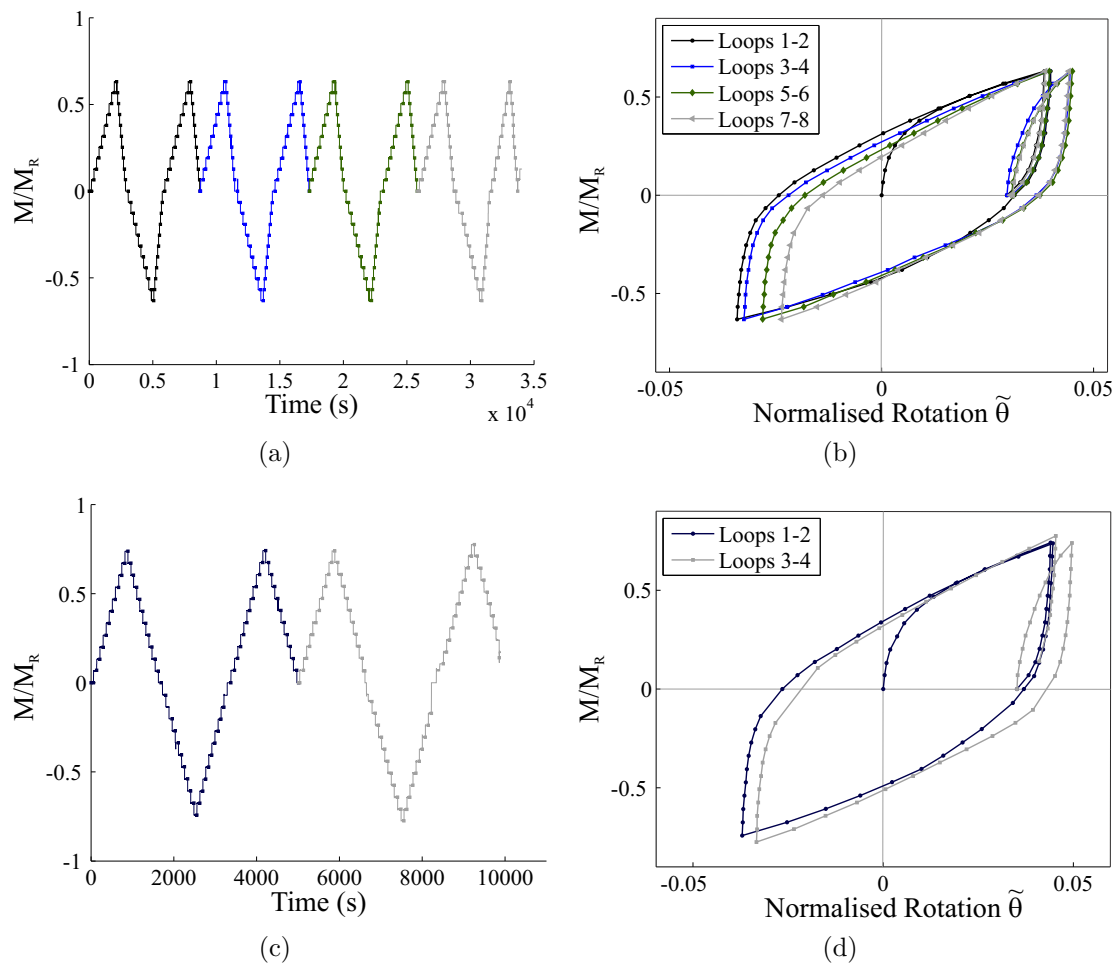 1
0.5
0
-0.5
-1
M/M_R
0 0.5 1 1.5 2 2.5 3 3.5
x 10^4
Time (s)
(a)
Loops 1-2
Loops 3-4
Loops 5-6
Loops 7-8
0.5
0
-0.5
M/M_R
-0.05 0 0.05
Normalised Rotation θ̃
(b)
1
0.5
0
-0.5
-1
M/M_R
0 2000 4000 6000 8000 10000
Time (s)
(c)
Loops 1-2
Loops 3-4
0.5
0
-0.5
M/M_R
-0.05 0 0.05
Normalised Rotation θ̃
(d)